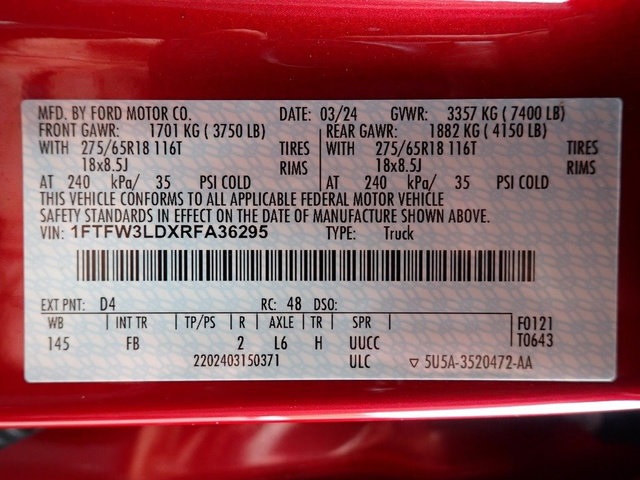 MFD. BY FORD MOTOR CO. DATE: 03/24 GVWR: 3357 KG ( 7400 LB)
FRONT GAWR: 1701 KG ( 3750 LB) REAR GAWR: 1882 KG ( 4150 LB)
WITH 275/65R18 116T TIRES WITH 275/65R18 116T TIRES
18x8.5J RIMS 18x8.5J RIMS
AT 240 kPa/ 35 PSI COLD AT 240 kPa/ 35 PSI COLD
THIS VEHICLE CONFORMS TO ALL APPLICABLE FEDERAL MOTOR VEHICLE
SAFETY STANDARDS IN EFFECT ON THE DATE OF MANUFACTURE SHOWN ABOVE.
VIN: 1FTFW3LDXRFA36295 TYPE: Truck
EXT PNT: D4 RC: 48 DSO:
WB INT TR TP/PS R AXLE TR SPR F0121
145 FB 2 L6 H UUCC T0643
2202403150371 ULC ▽ 5U5A-3520472-AA